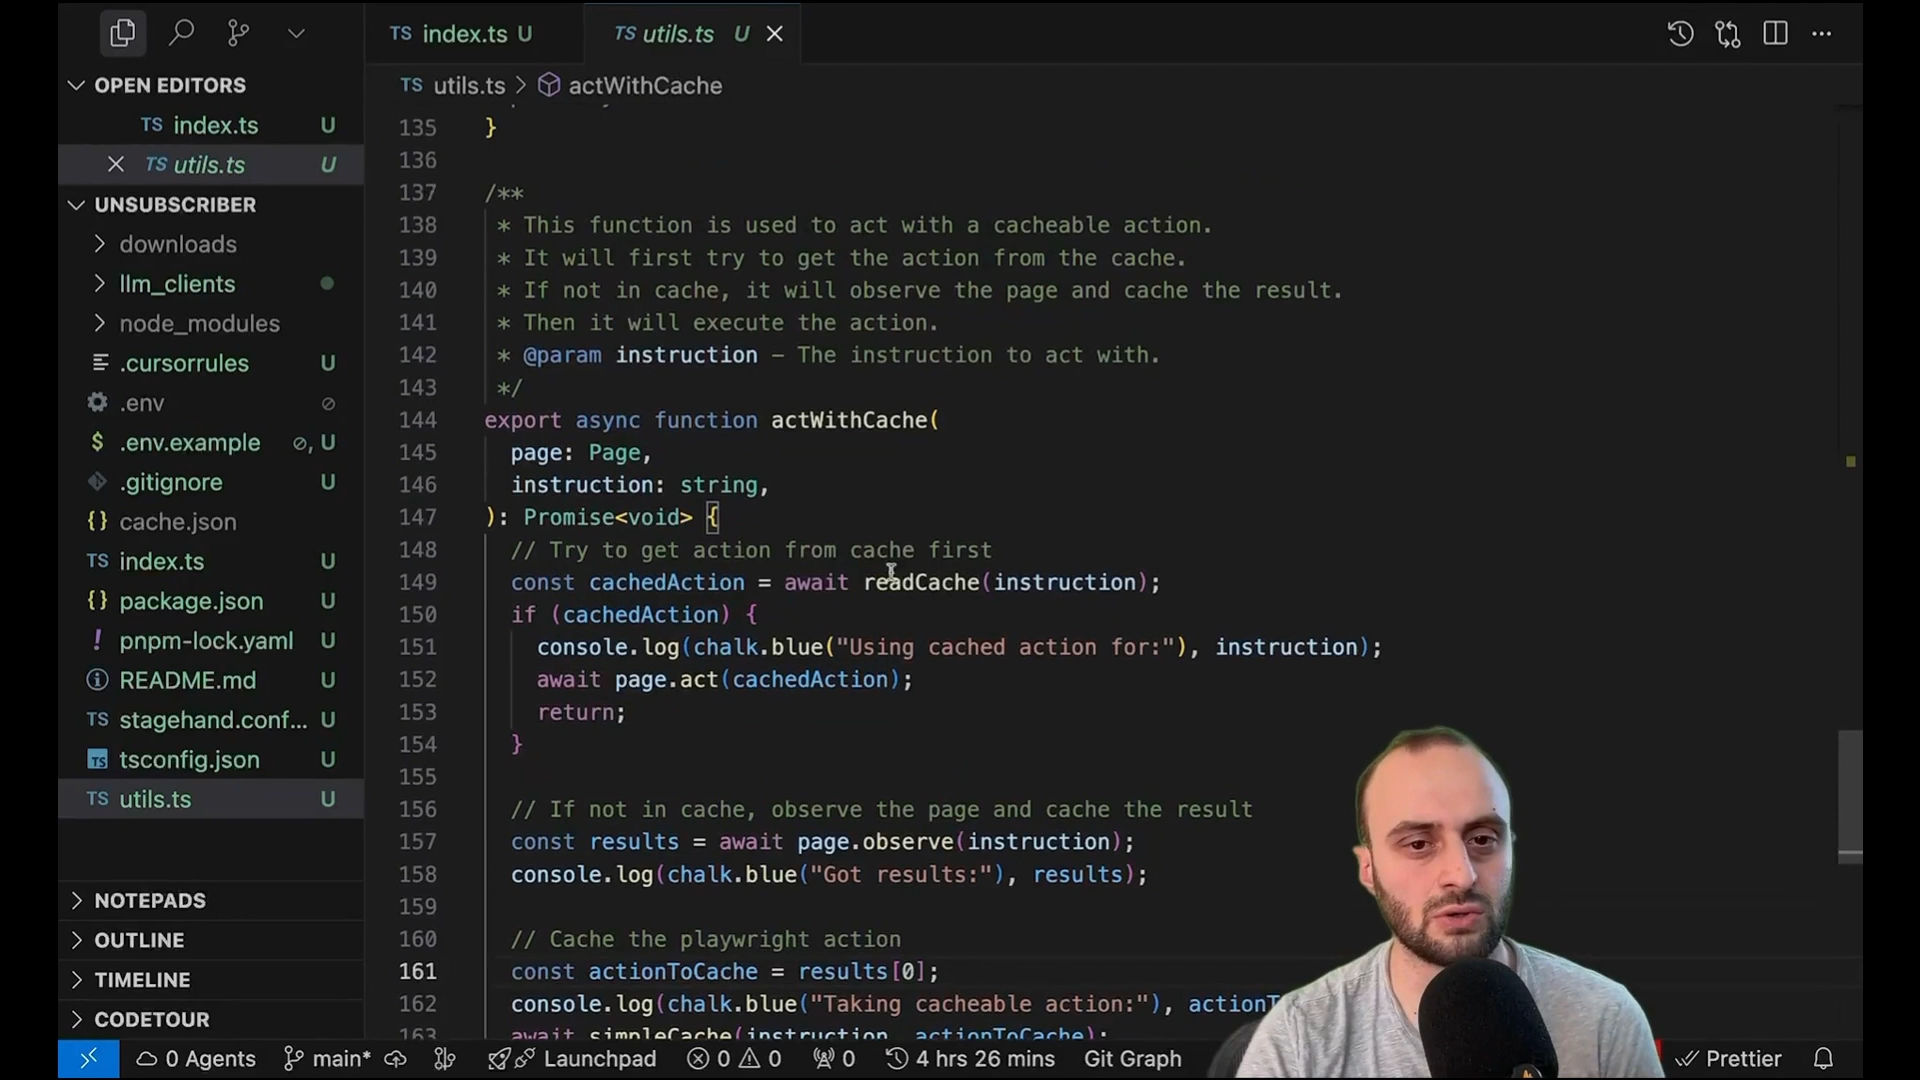 TS index.ts U
TS utils.ts U
OPEN EDITORS
TS index.ts U
TS utils.ts U
UNSUBSCRIBER
downloads
llm_clients
node_modules
.cursorrules U
.env
$ .env.example , U
.gitignore U
{} cache.json
TS index.ts U
{} package.json U
! pnpm-lock.yaml U
README.md U
TS stagehand.conf... U
TS tsconfig.json U
TS utils.ts U
NOTEPADS
OUTLINE
TIMELINE
CODETOUR
TS utils.ts > actWithCache
135 }
136
137 /**
138 * This function is used to act with a cacheable action.
139 * It will first try to get the action from the cache.
140 * If not in cache, it will observe the page and cache the result.
141 * Then it will execute the action.
142 * @param instruction - The instruction to act with.
143 */
144 export async function actWithCache(
145 page: Page,
146 instruction: string,
147 ): Promise<void> {
148 // Try to get action from cache first
149 const cachedAction = await readCache(instruction);
150 if (cachedAction) {
151 console.log(chalk.blue("Using cached action for:"), instruction);
152 await page.act(cachedAction);
153 return;
154 }
155
156 // If not in cache, observe the page and cache the result
157 const results = await page.observe(instruction);
158 console.log(chalk.blue("Got results:"), results);
159
160 // Cache the playwright action
161 const actionToCache = results[0];
162 console.log(chalk.blue("Taking cacheable action:"), actionT
163 await simpleCache(instruction, actionToCache);
0 Agents main* Launchpad 0 0 0 4 hrs 26 mins Git Graph Prettier